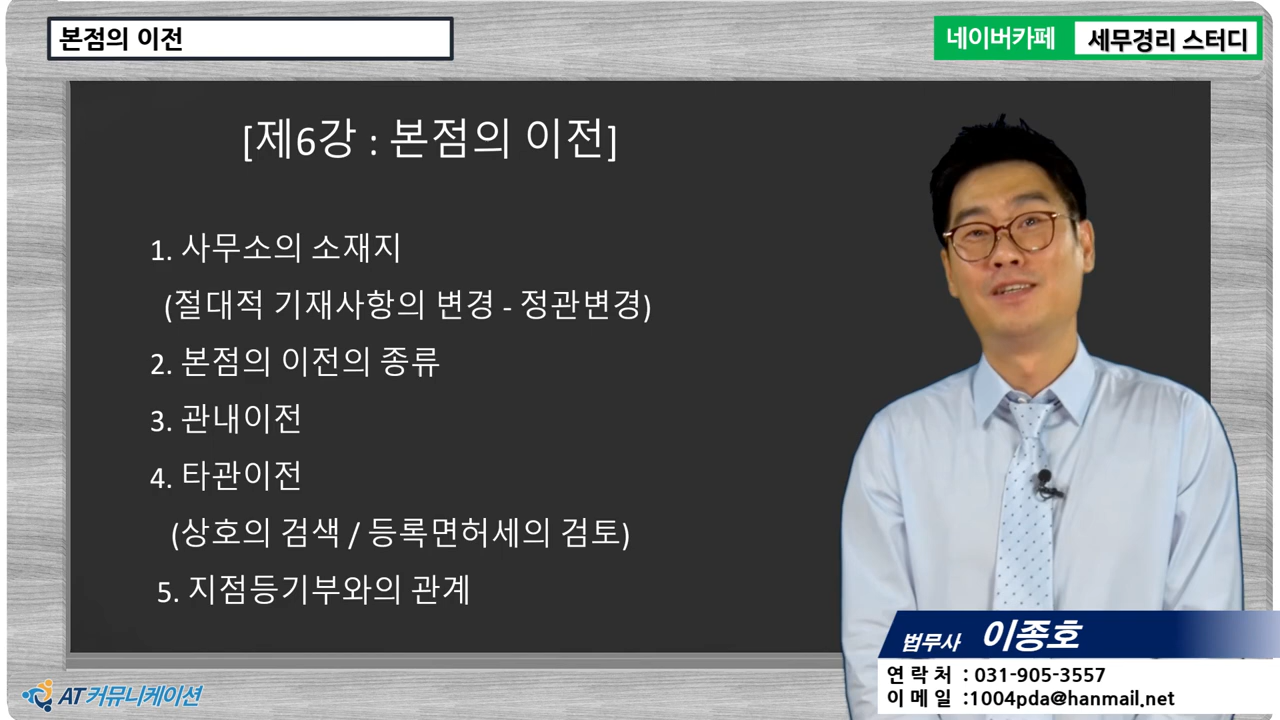 본점의 이전
네이버카페 세무경리 스터디
[제6강 : 본점의 이전]
1. 사무소의 소재지
(절대적 기재사항의 변경 - 정관변경)
2. 본점의 이전의 종류
3. 관내이전
4. 타관이전
(상호의 검색 / 등록면허세의 검토)
5. 지점등기부와의 관계
법무사 이종호
연 락 처 : 031-905-3557
이 메 일 :1004pda@hanmail.net
AT커뮤니케이션